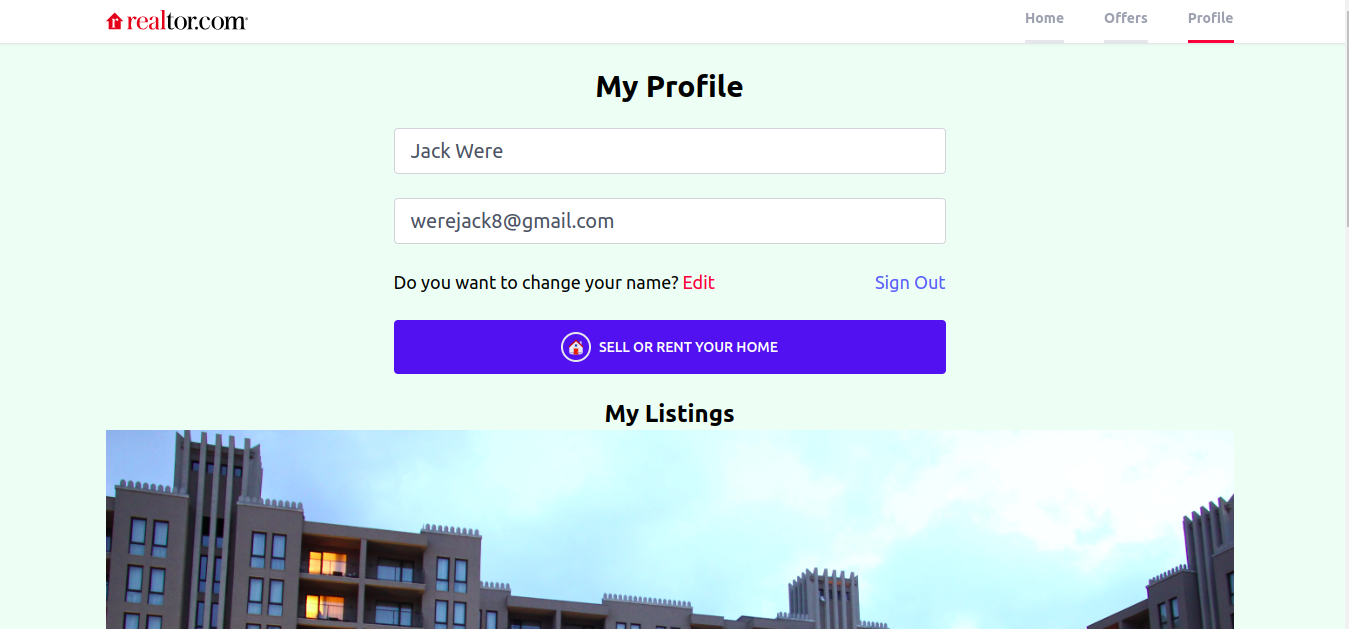 realtor.com
Home Offers Profile
My Profile
Jack Were
werejack8@gmail.com
Do you want to change your name? Edit Sign Out
SELL OR RENT YOUR HOME
My Listings